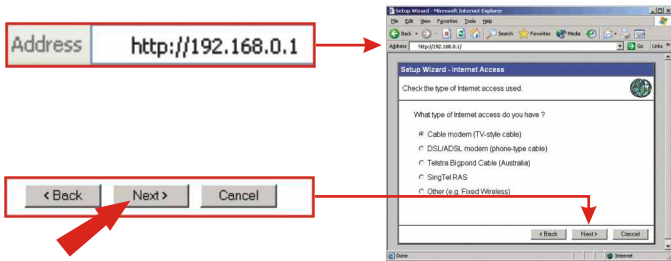 Address http://192.168.0.1
< Back Next > Cancel
Setup Wizard - Microsoft Internet Explorer
File Edit View Favorites Tools Help
Back Search Favorites Media
Address http://192.168.0.1/ Go Links »
Setup Wizard - Internet Access
Check the type of Internet access used.
What type of Internet access do you have ?
Cable modem (TV-style cable)
DSL/ADSL modem (phone-type cable)
Telstra Bigpond Cable (Australia)
SingTel RAS
Other (e.g. Fixed Wireless)
< Back Next > Cancel
Done Internet